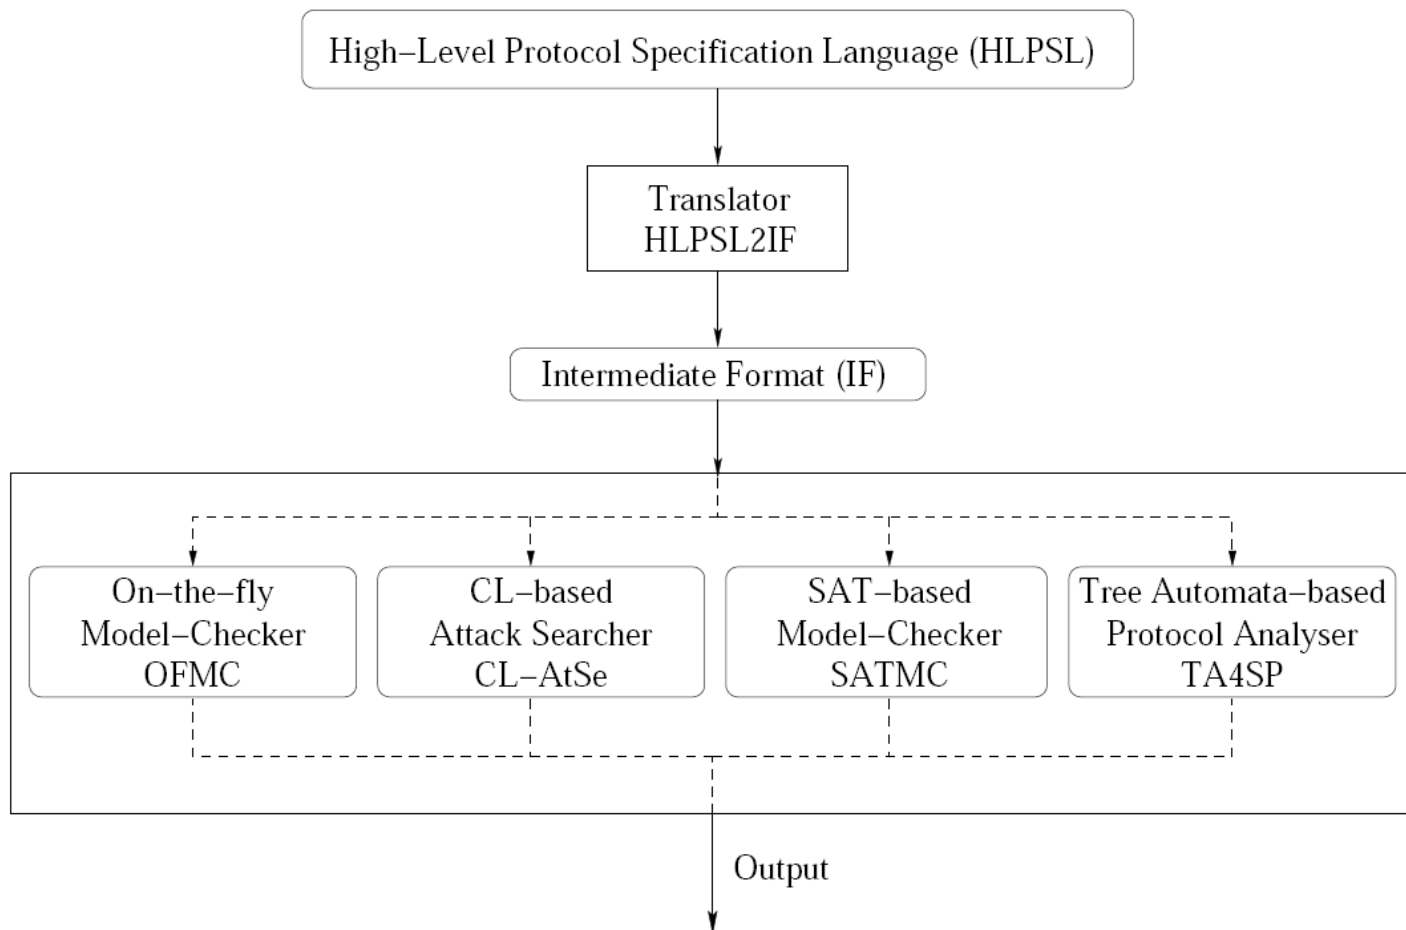 High–Level Protocol Specification Language (HLPSL)
Translator
HLPSL2IF
Intermediate Format (IF)
On–the–fly
Model–Checker
OFMC
CL–based
Attack Searcher
CL–AtSe
SAT–based
Model–Checker
SATMC
Tree Automata–based
Protocol Analyser
TA4SP
Output